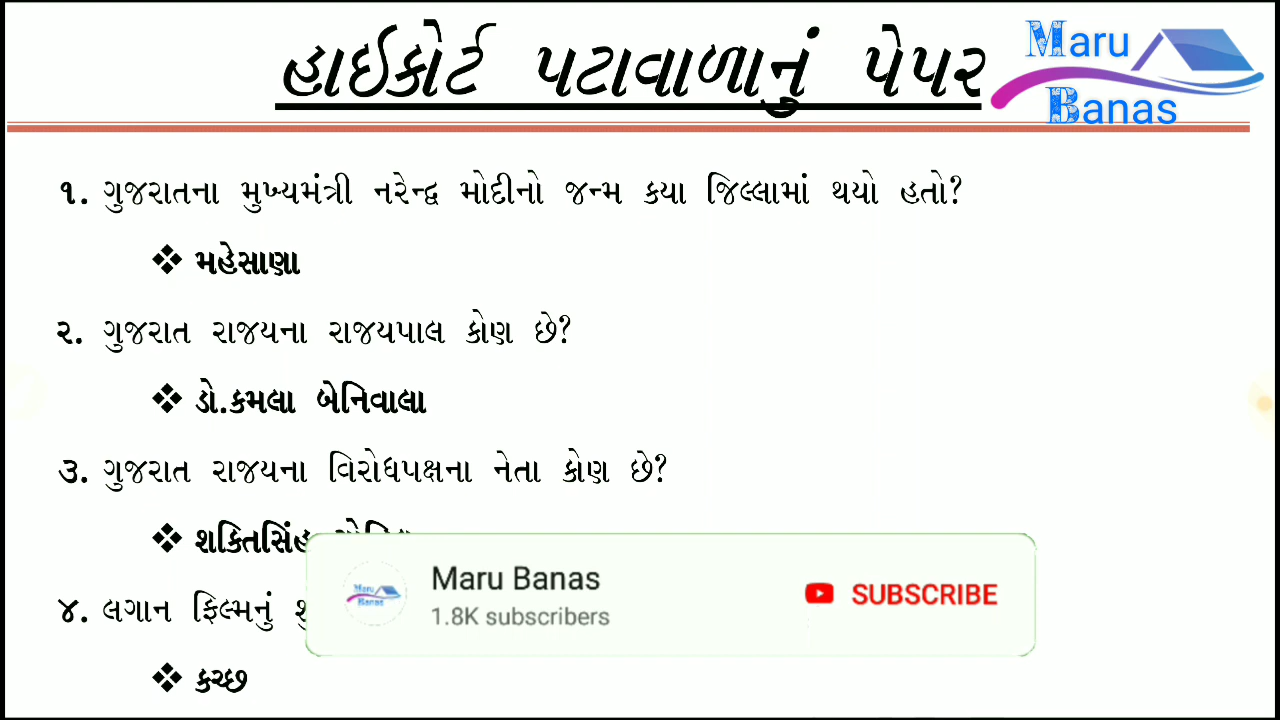 હાઈકોર્ટ પટાવાળાનું પેપર
Maru
Banas
૧. ગુજરાતના મુખ્યમંત્રી નરેન્દ્ર મોદીનો જન્મ કયા જિલ્લામાં થયો હતો?
❖ મહેસાણા
૨. ગુજરાત રાજયના રાજયપાલ કોણ છે?
❖ ડો.કમલા બેનિવાલા
૩. ગુજરાત રાજયના વિરોધપક્ષના નેતા કોણ છે?
❖ શક્તિસિંહ
૪. લગાન ફિલ્મનું
Maru Banas
1.8K subscribers
SUBSCRIBE
❖ કચ્છ